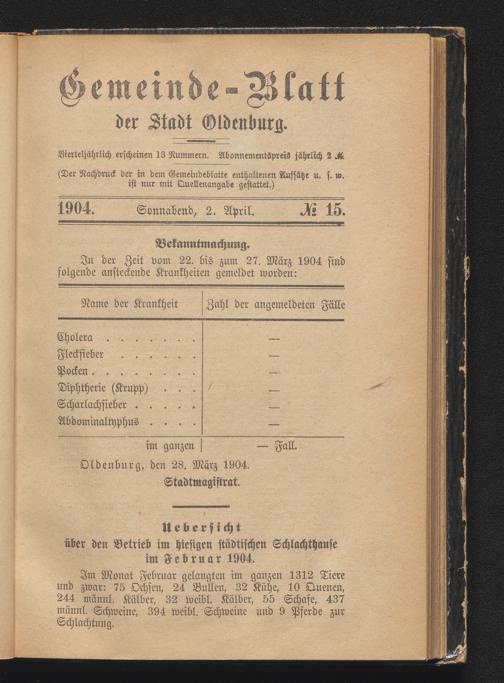 Gemeinde-Blatt
der Stadt Oldenburg.
Vierteljährlich erscheinen 13 Nummern. Abonnementspreis jährlich 2 ℳ
(Der Nachdruck der in dem Gemeindeblatte enthaltenen Aufsätze u. s. w.
ist nur mit Quellenangabe gestattet.)
1904. Sonnabend, 2. April. № 15.
Bekanntmachung.
In der Zeit vom 22. bis zum 27. März 1904 sind
folgende ansteckende Krankheiten gemeldet worden:
Name der Krankheit Zahl der angemeldeten Fälle
Cholera . . . . . . . —
Fleckfieber . . . . . . —
Pocken . . . . . . . —
Diphtherie (Krupp) . . . —
Scharlachfieber . . . . . —
Abdominaltyphus . . . . —
im ganzen — Fall.
Oldenburg, den 28. März 1904.
Stadtmagistrat.
Uebersicht
über den Betrieb im hiesigen städtischen Schlachthause
im Februar 1904.
Im Monat Februar gelangten im ganzen 1312 Tiere
und zwar: 75 Ochsen, 24 Bullen, 32 Kühe, 10 Quenen,
244 männl. Kälber, 32 weibl. Kälber, 55 Schafe, 437
männl. Schweine, 394 weibl. Schweine und 9 Pferde zur
Schlachtung.